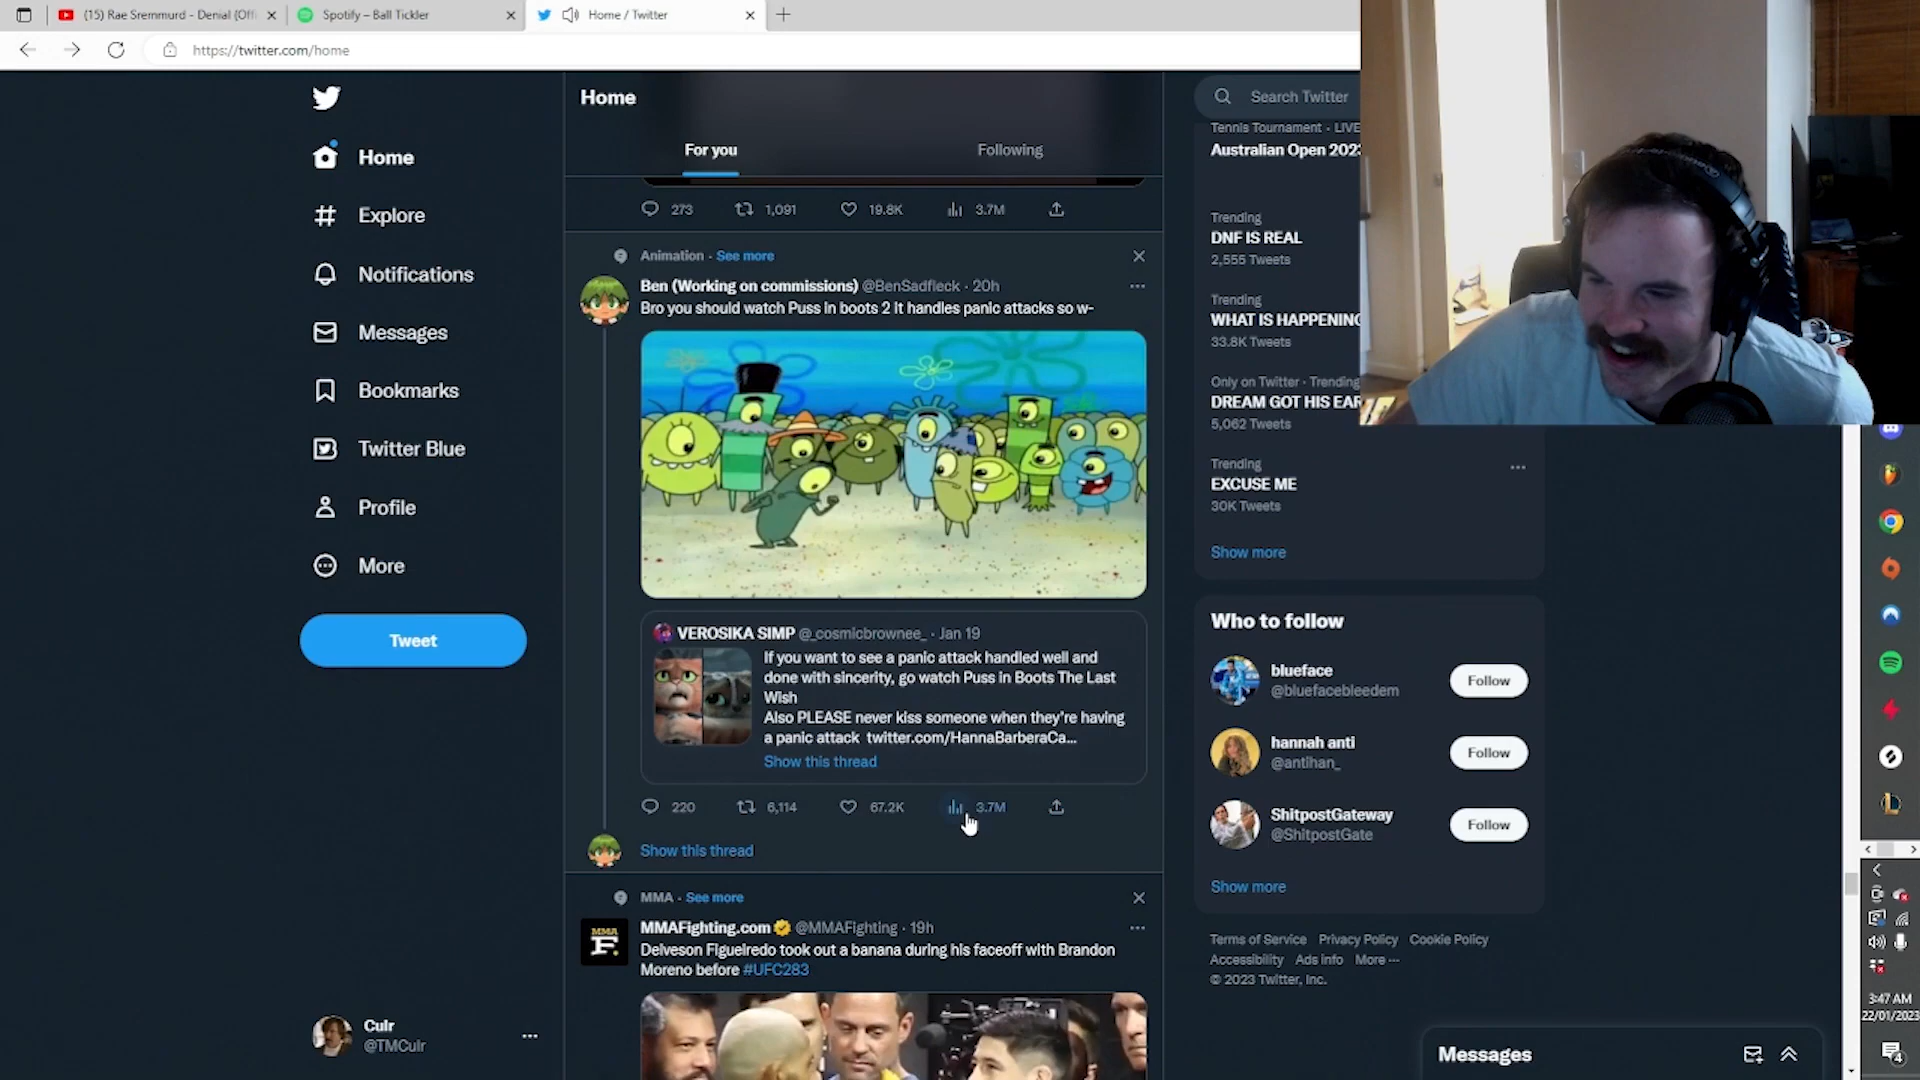 (15) Rae Sremmurd - Denial (Offi
Spotify – Ball Tickler
Home / Twitter
https://twitter.com/home
Home
Explore
Notifications
Messages
Bookmarks
Twitter Blue
Profile
More
Tweet
Culr
@TMCulr
Home
For you
Following
273
1,091
19.8K
3.7M
Animation · See more
Ben (Working on commissions) @BenSadfleck · 20h
Bro you should watch Puss in boots 2 it handles panic attacks so w-
VEROSIKA SIMP @_cosmicbrownee_ · Jan 19
If you want to see a panic attack handled well and
done with sincerity, go watch Puss in Boots The Last
Wish
Also PLEASE never kiss someone when they're having
a panic attack twitter.com/HannaBarberaCa...
Show this thread
220
6,114
67.2K
3.7M
Show this thread
MMA · See more
MMAFighting.com @MMAFighting · 19h
Deiveson Figueiredo took out a banana during his faceoff with Brandon
Moreno before #UFC283
MMA
F.
Search Twitter
Tennis Tournament · LIVE
Australian Open 2023
Trending
DNF IS REAL
2,555 Tweets
Trending
WHAT IS HAPPENING
33.8K Tweets
Only on Twitter · Trending
DREAM GOT HIS EAR
5,062 Tweets
Trending
EXCUSE ME
30K Tweets
Show more
Who to follow
blueface
@bluefacebleedem
Follow
hannah anti
@antihan_
Follow
ShitpostGateway
@ShitpostGate
Follow
Show more
Terms of Service Privacy Policy Cookie Policy
Accessibility Ads info More ...
© 2023 Twitter, Inc.
Messages
3:47 AM
22/01/2023
4